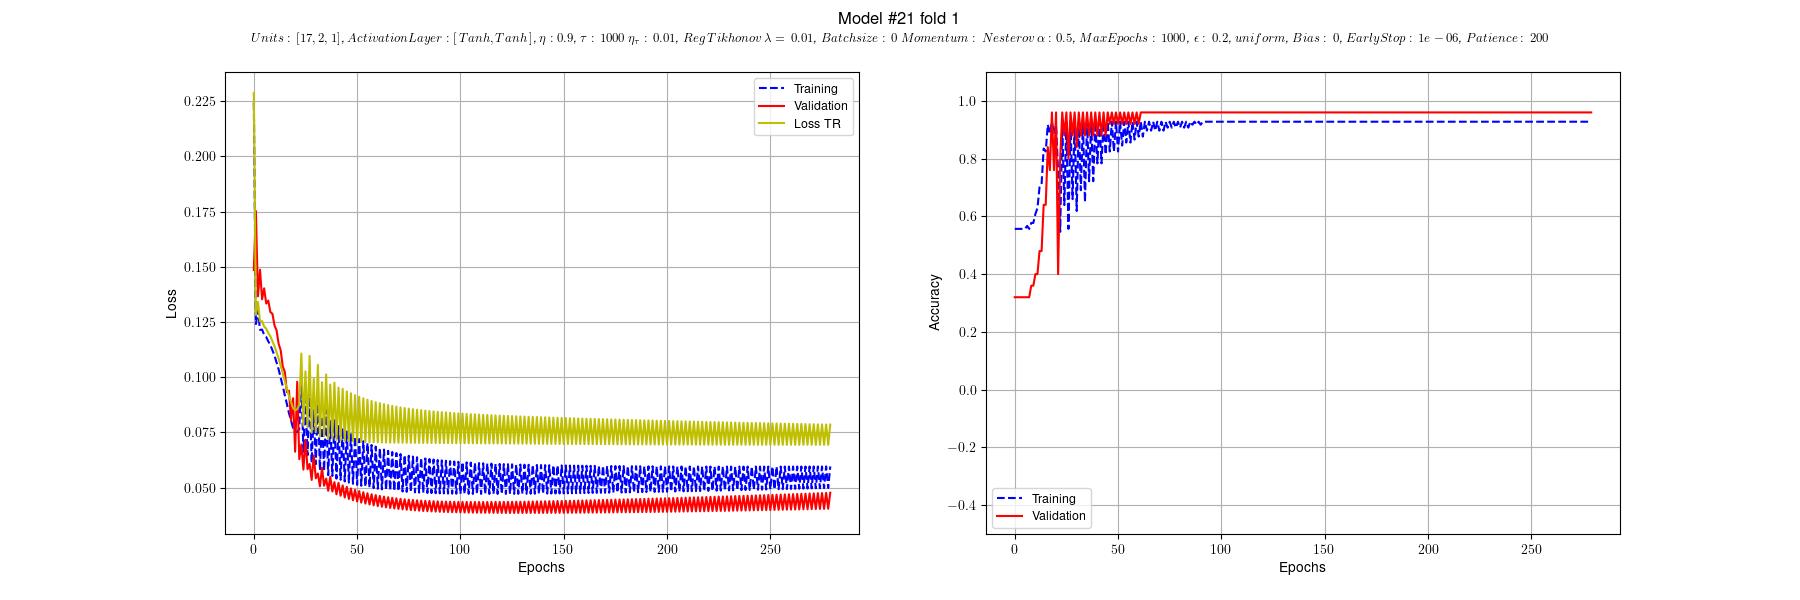 Model #21 fold 1
Units : [17, 2, 1], ActivationLayer : [Tanh, Tanh], η : 0.9, τ : 1000 ητ : 0.01, RegTikhonov λ = 0.01, Batchsize : 0 Momentum : Nesterov α : 0.5, MaxEpochs : 1000, ϵ : 0.2, uniform, Bias : 0, EarlyStop : 1e − 06, Patience : 200
Training
Validation
Loss TR
0.225
0.200
0.175
0.150
0.125
0.100
0.075
0.050
Loss
0 50 100 150 200 250
Epochs
1.0
0.8
0.6
0.4
0.2
0.0
−0.2
−0.4
Accuracy
Training
Validation
0 50 100 150 200 250
Epochs